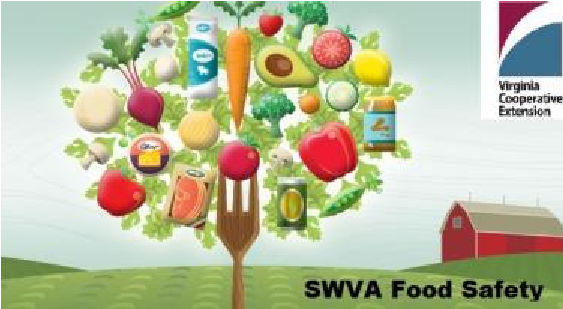 Virginia
Cooperative
Extension
SWVA Food Safety